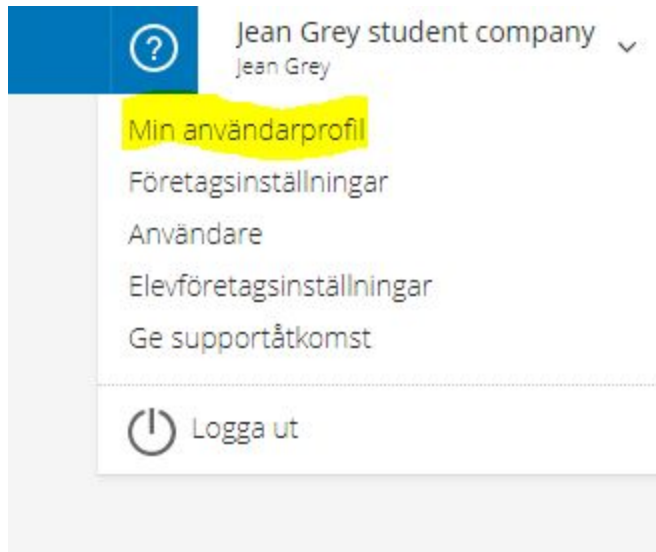 ?
Jean Grey student company
Jean Grey
Min användarprofil
Företagsinställningar
Användare
Elevföretagsinställningar
Ge supportåtkomst
Logga ut